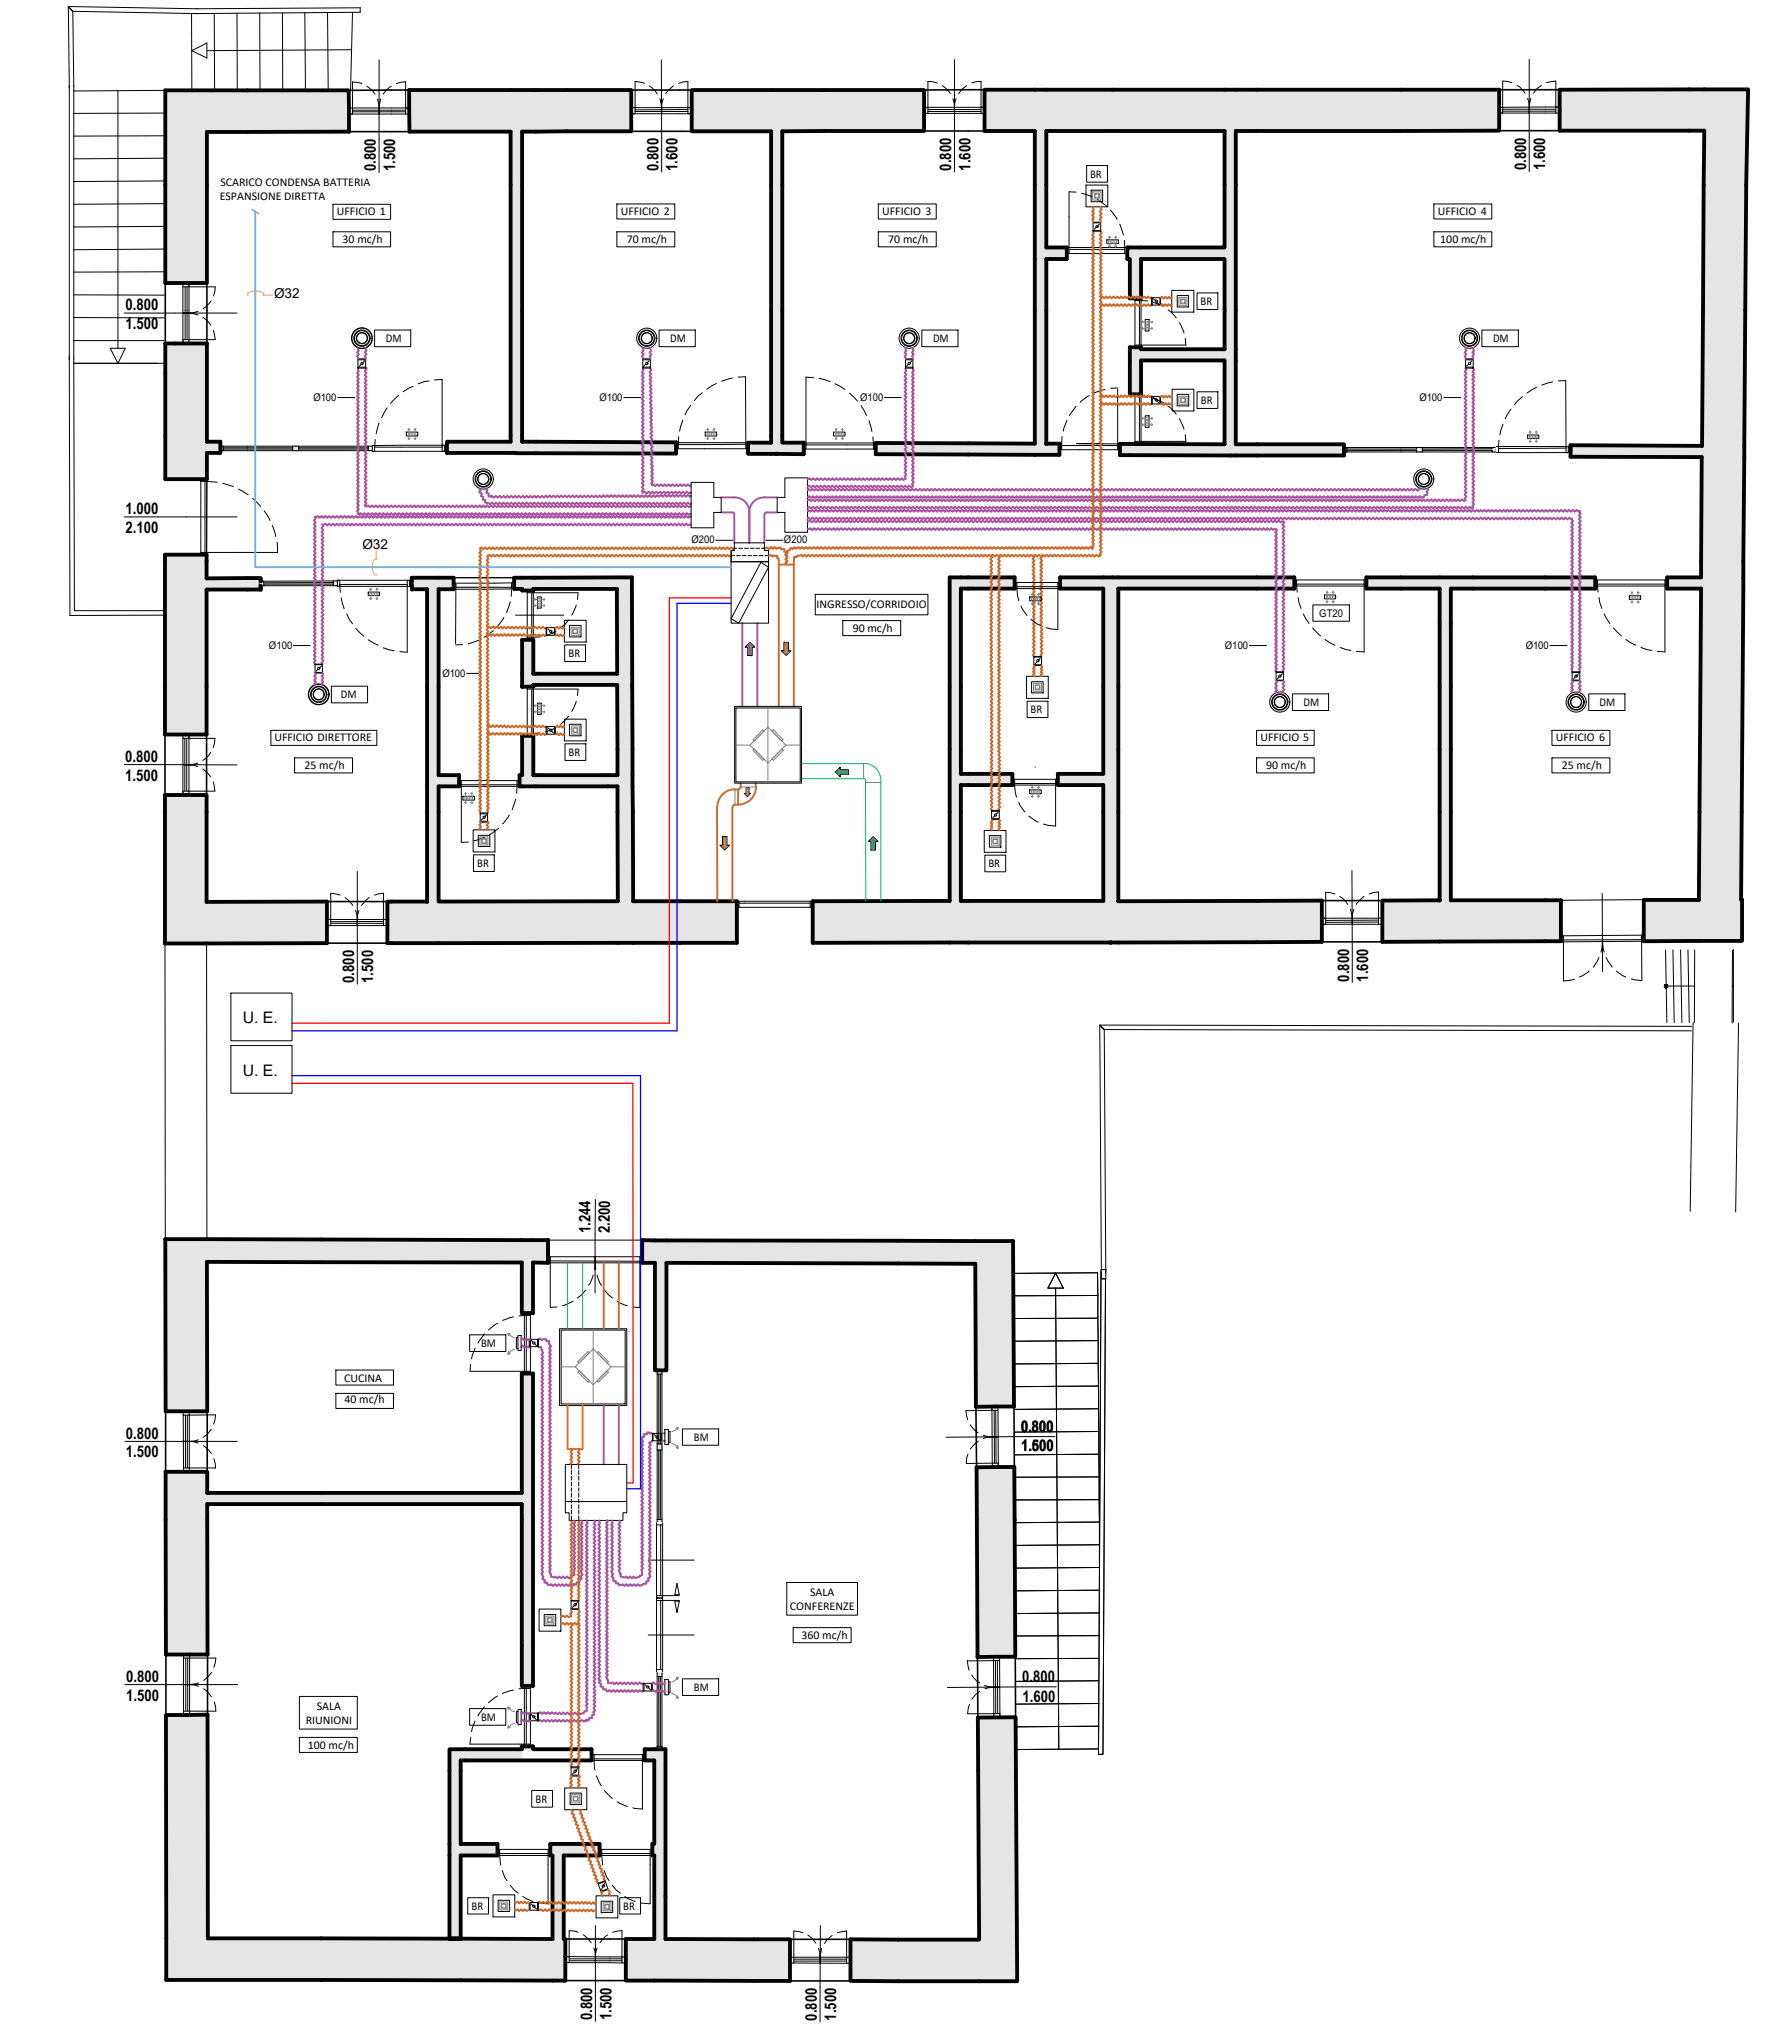 0.800
1.500
0.800
1.600
0.800
1.600
0.800
1.600
SCARICO CONDENSA BATTERIA
ESPANSIONE DIRETTA
BR
UFFICIO 1
UFFICIO 2
UFFICIO 3
UFFICIO 4
30 mc/h
70 mc/h
70 mc/h
100 mc/h
Ø32
0.800
1.500
BR
DM
DM
DM
DM
Ø100
Ø100
Ø100
Ø100
BR
1.000
2.100
Ø32
Ø200
Ø200
INGRESSO/CORRIDOIO
90 mc/h
GT20
Ø100
BR
Ø100
Ø100
Ø100
DM
BR
DM
DM
UFFICIO DIRETTORE
25 mc/h
BR
UFFICIO 5
90 mc/h
UFFICIO 6
25 mc/h
0.800
1.500
BR
BR
0.800
1.500
0.800
1.600
U. E.
U. E.
1.244
2.200
BM
CUCINA
40 mc/h
0.800
1.500
BM
0.800
1.600
SALA
CONFERENZE
360 mc/h
0.800
1.500
BM
0.800
1.600
SALA
RIUNIONI
100 mc/h
BM
BR
BR
BR
0.800
1.500
0.800
1.500